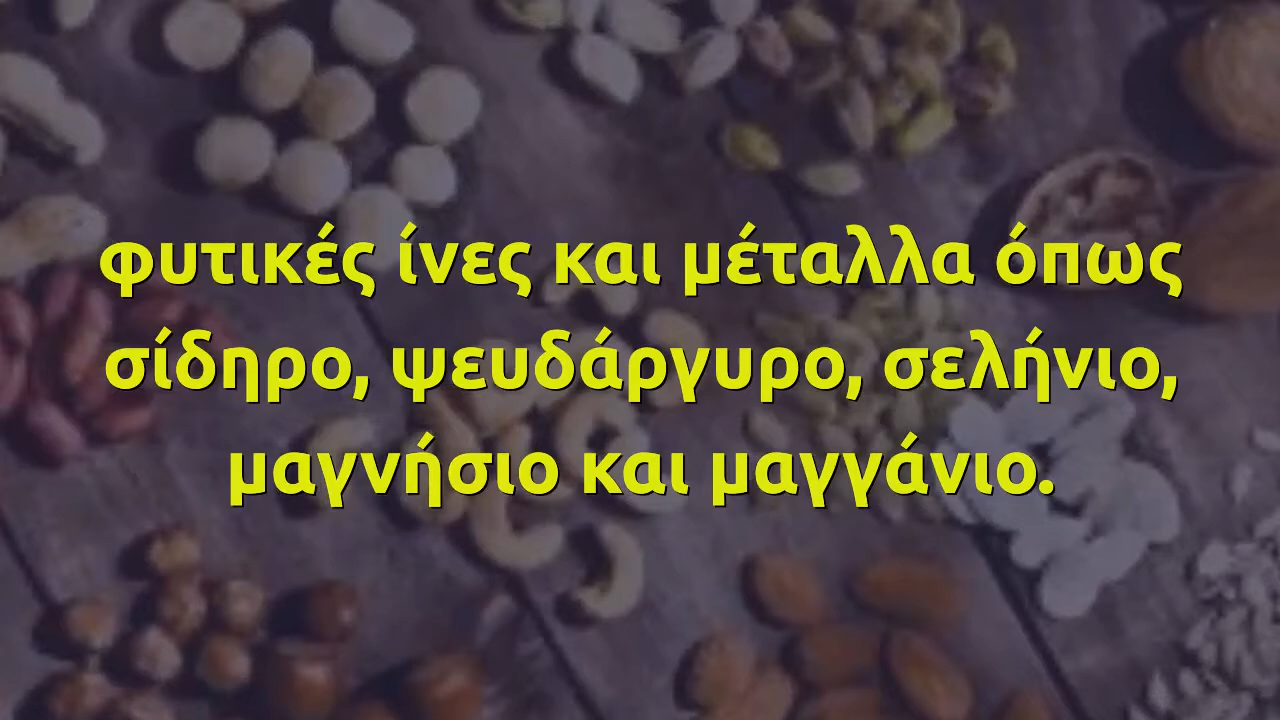 φυτικές ίνες και μέταλλα όπως
σίδηρο, ψευδάργυρο, σελήνιο,
μαγνήσιο και μαγγάνιο.